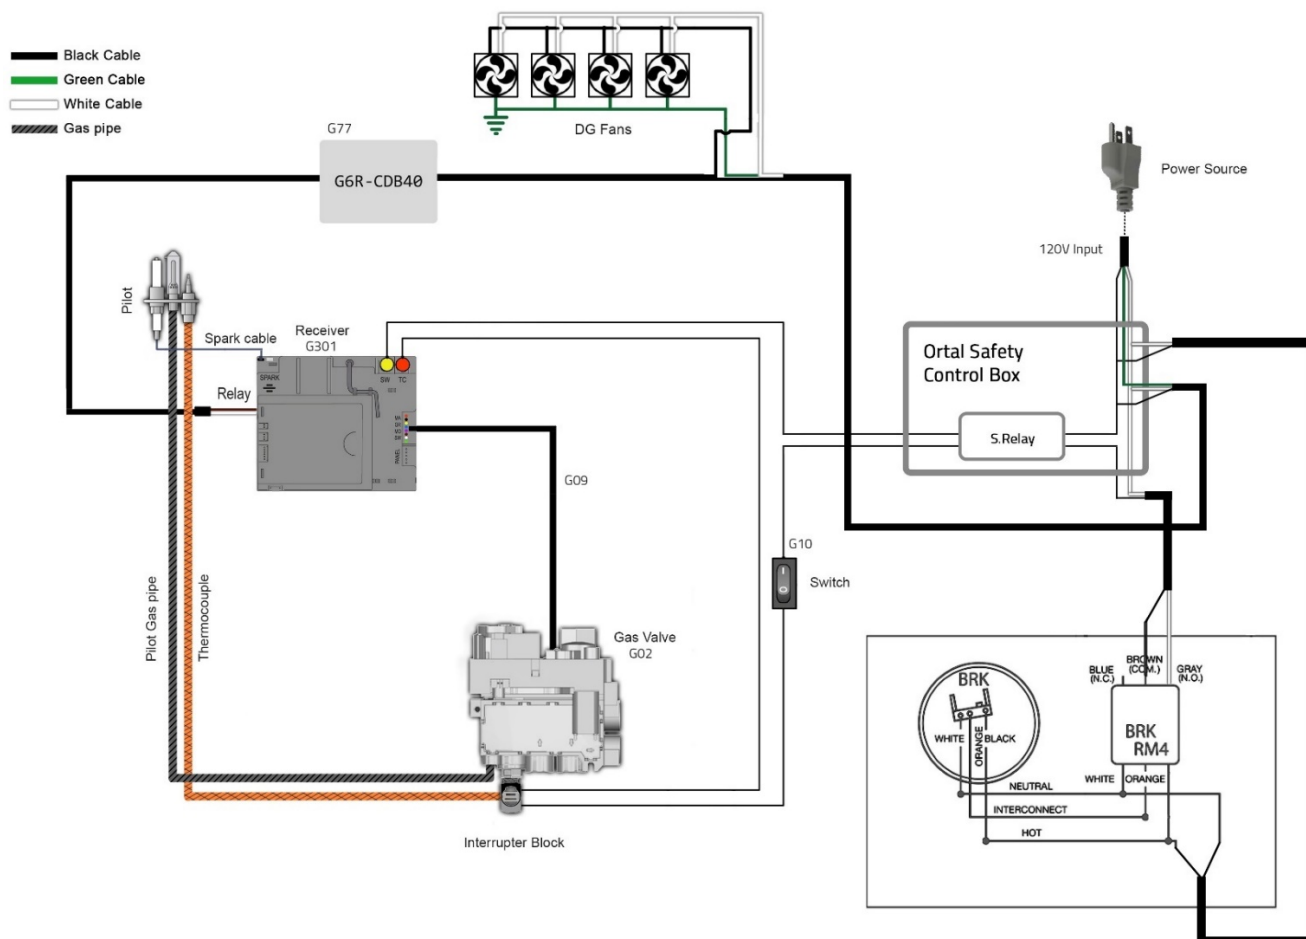 Black Cable
Green Cable
White Cable
Gas pipe
DG Fans
G77
G6R-CDB40
Power Source
120V Input
Pilot
Spark cable
Receiver
G301
SPARK
SW
TC
Relay
PANEL
Ortal Safety
Control Box
S.Relay
G09
G10
Switch
Pilot Gas pipe
Thermocouple
Gas Valve
G02
Interrupter Block
BRK
WHITE
ORANGE
BLACK
BLUE
(N.C.)
BROWN
(COM.)
GRAY
(N.O.)
BRK
RM4
WHITE
ORANGE
NEUTRAL
INTERCONNECT
HOT